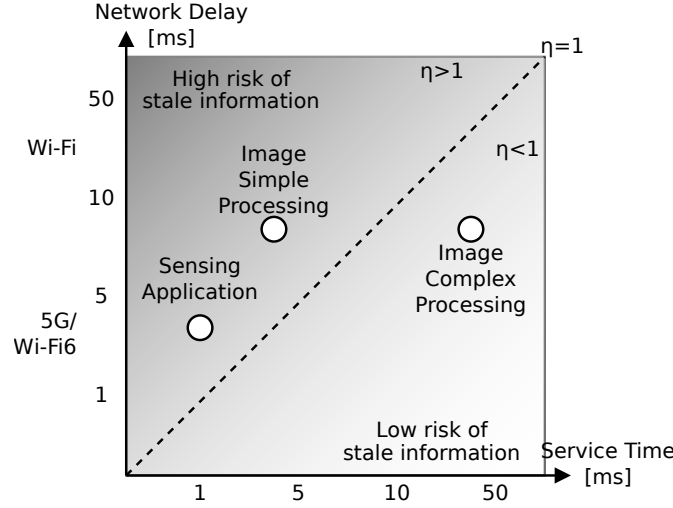 Network Delay
[ms]
η=1
η>1
High risk of
stale information
50
Wi-Fi
η<1
Image
Simple
Processing
10
Image
Complex
Processing
Sensing
Application
5
5G/
Wi-Fi6
1
Low risk of
stale information
Service Time
[ms]
1 5 10 50